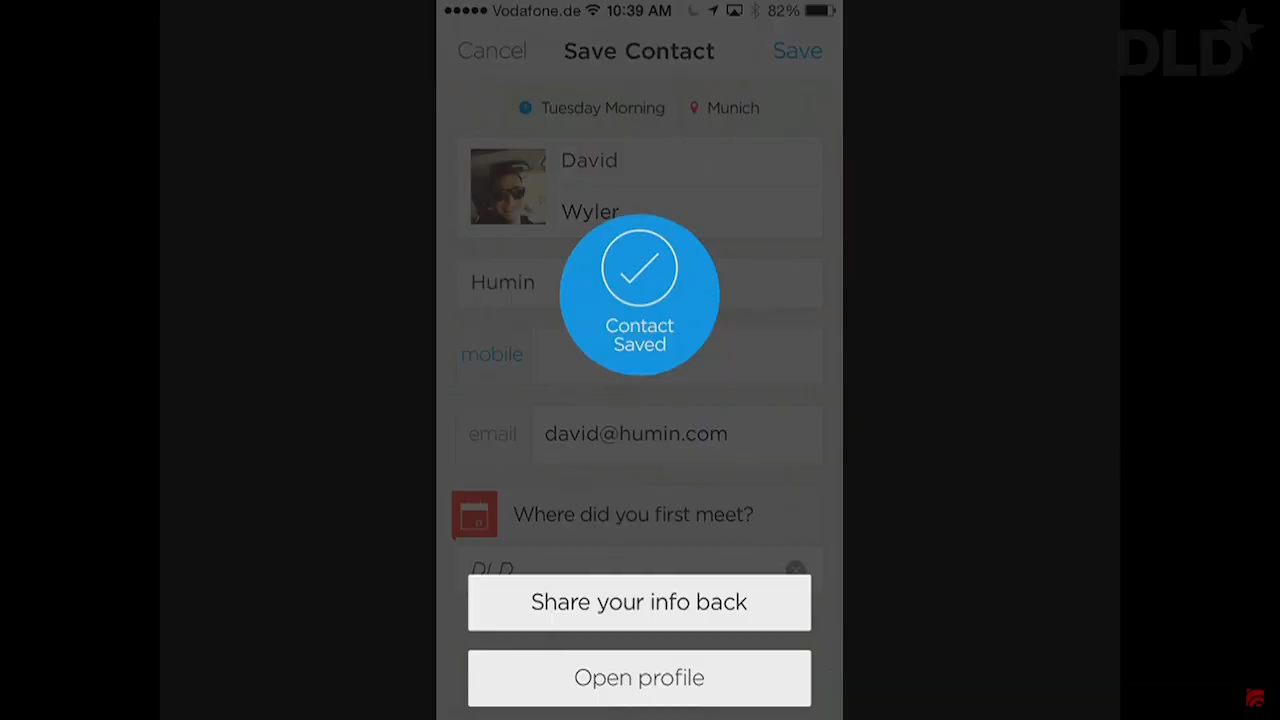 Vodafone.de 10:39 AM 82%
Cancel Save Contact Save
Tuesday Morning Munich
David
Wyler
Humin
Contact
Saved
mobile
email david@humin.com
Where did you first meet?
DLD
Share your info back
Open profile
DLD